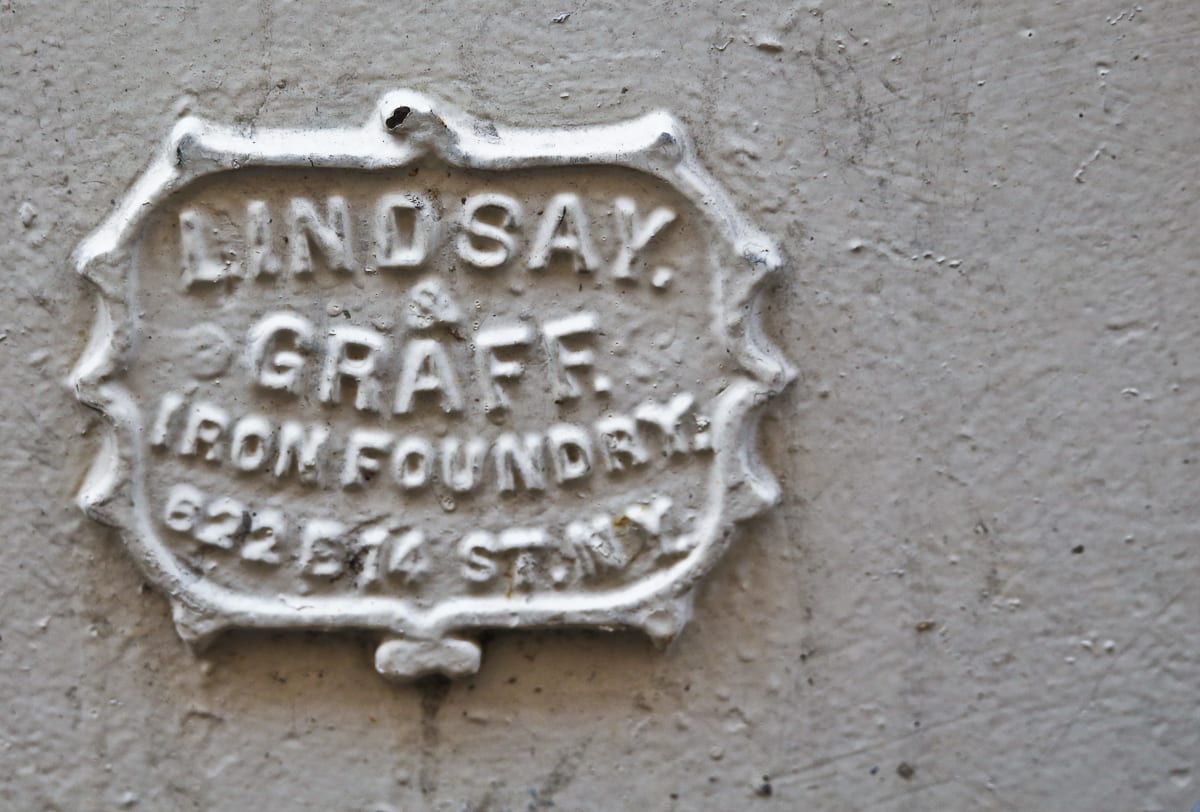 LINDSAY.
&
GRAFF.
IRON FOUNDRY.
622 E 14 ST. N.Y.